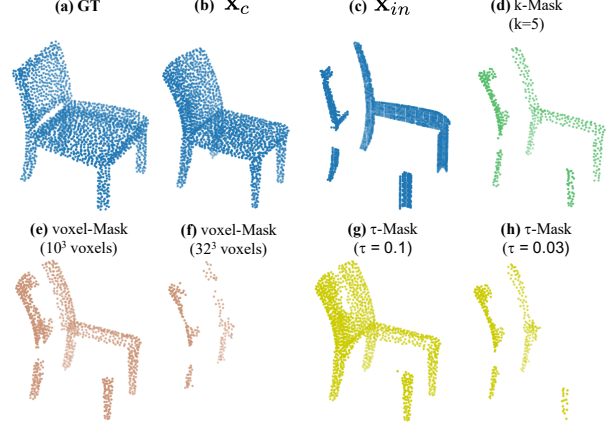 (a) GT
(b) X_c
(c) X_in
(d) k-Mask
(k=5)
(e) voxel-Mask
(10³ voxels)
(f) voxel-Mask
(32³ voxels)
(g) τ-Mask
(τ = 0.1)
(h) τ-Mask
(τ = 0.03)